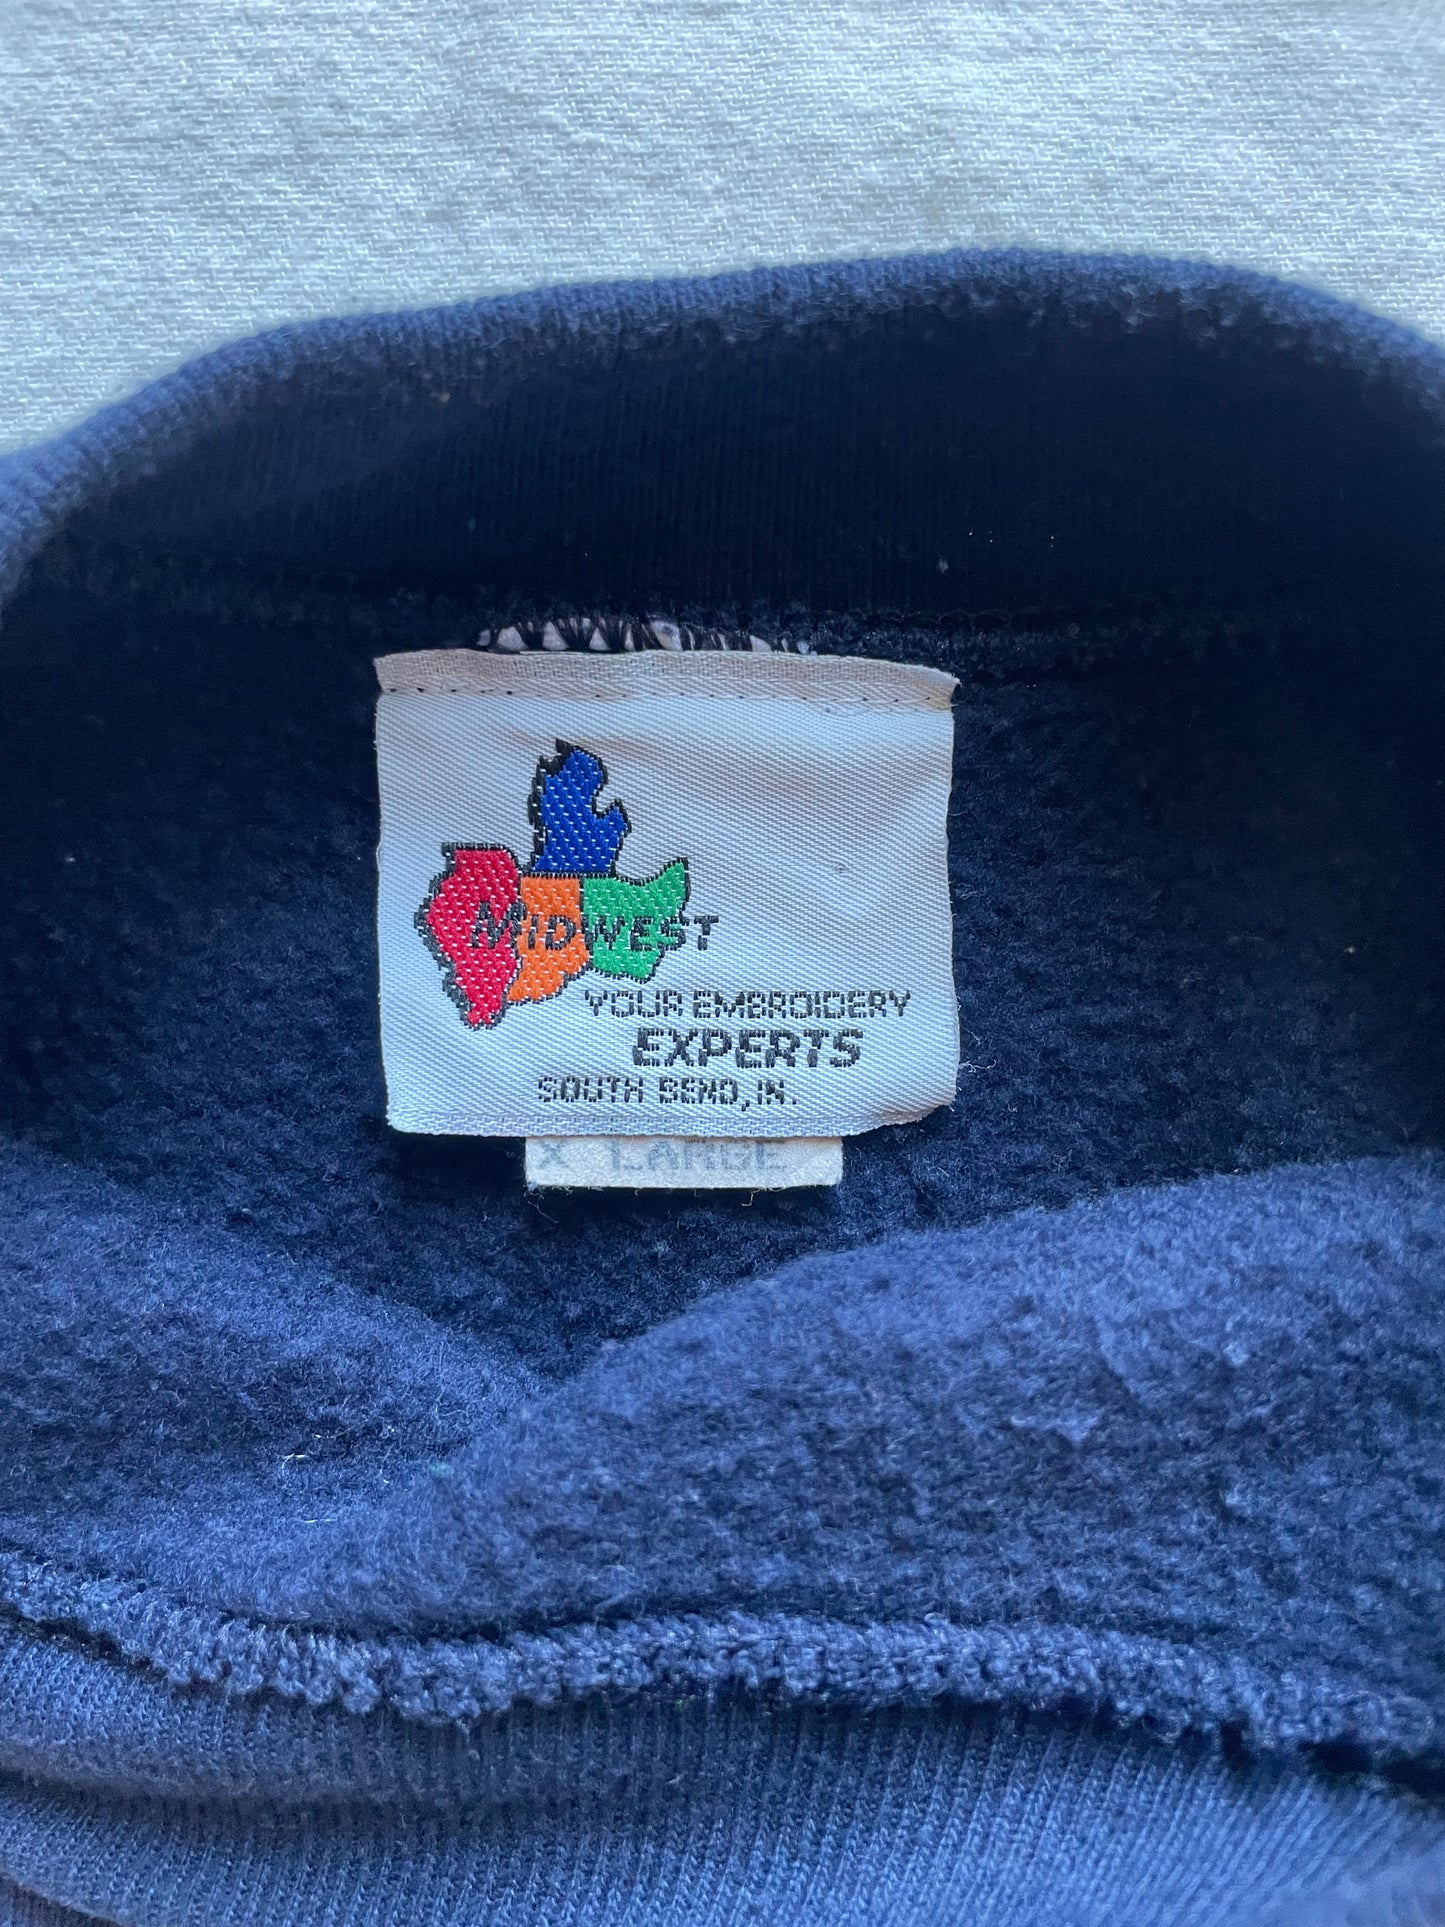 MIDWEST
YOUR EMBROIDERY
EXPERTS
SOUTH BEND, IN.
X LARGE